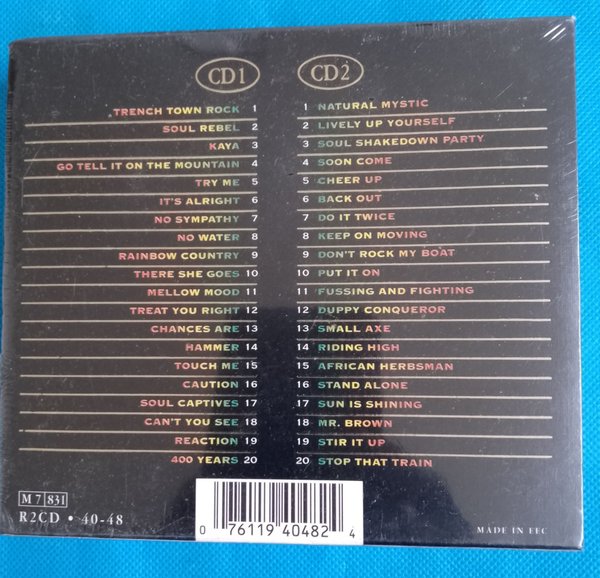 CD1
TRENCH TOWN ROCK 1
SOUL REBEL 2
KAYA 3
GO TELL IT ON THE MOUNTAIN 4
TRY ME 5
IT'S ALRIGHT 6
NO SYMPATHY 7
NO WATER 8
RAINBOW COUNTRY 9
THERE SHE GOES 10
MELLOW MOOD 11
TREAT YOU RIGHT 12
CHANCES ARE 13
HAMMER 14
TOUCH ME 15
CAUTION 16
SOUL CAPTIVES 17
CAN'T YOU SEE 18
REACTION 19
400 YEARS 20
CD2
1 NATURAL MYSTIC
2 LIVELY UP YOURSELF
3 SOUL SHAKEDOWN PARTY
4 SOON COME
5 CHEER UP
6 BACK OUT
7 DO IT TWICE
8 KEEP ON MOVING
9 DON'T ROCK MY BOAT
10 PUT IT ON
11 FUSSING AND FIGHTING
12 DUPPY CONQUEROR
13 SMALL AXE
14 RIDING HIGH
15 AFRICAN HERBSMAN
16 STAND ALONE
17 SUN IS SHINING
18 MR. BROWN
19 STIR IT UP
20 STOP THAT TRAIN
M7 831
R2CD • 40-48
0 76119 40482 4
MADE IN EEC